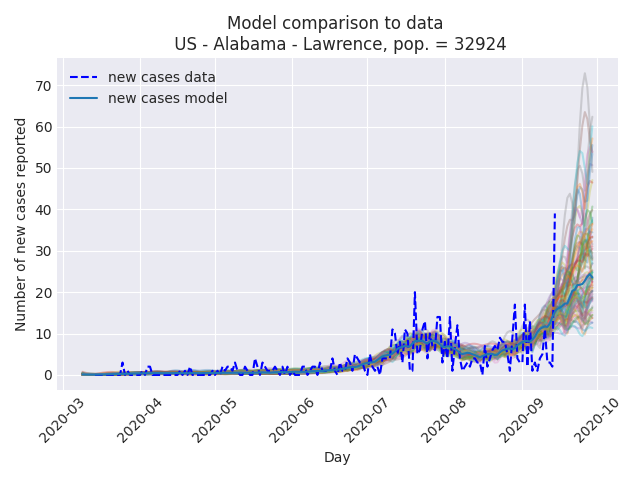 Model comparison to data
US - Alabama - Lawrence, pop. = 32924
new cases data
new cases model
Number of new cases reported
70
60
50
40
30
20
10
0
2020-03
2020-04
2020-05
2020-06
2020-07
2020-08
2020-09
2020-10
Day